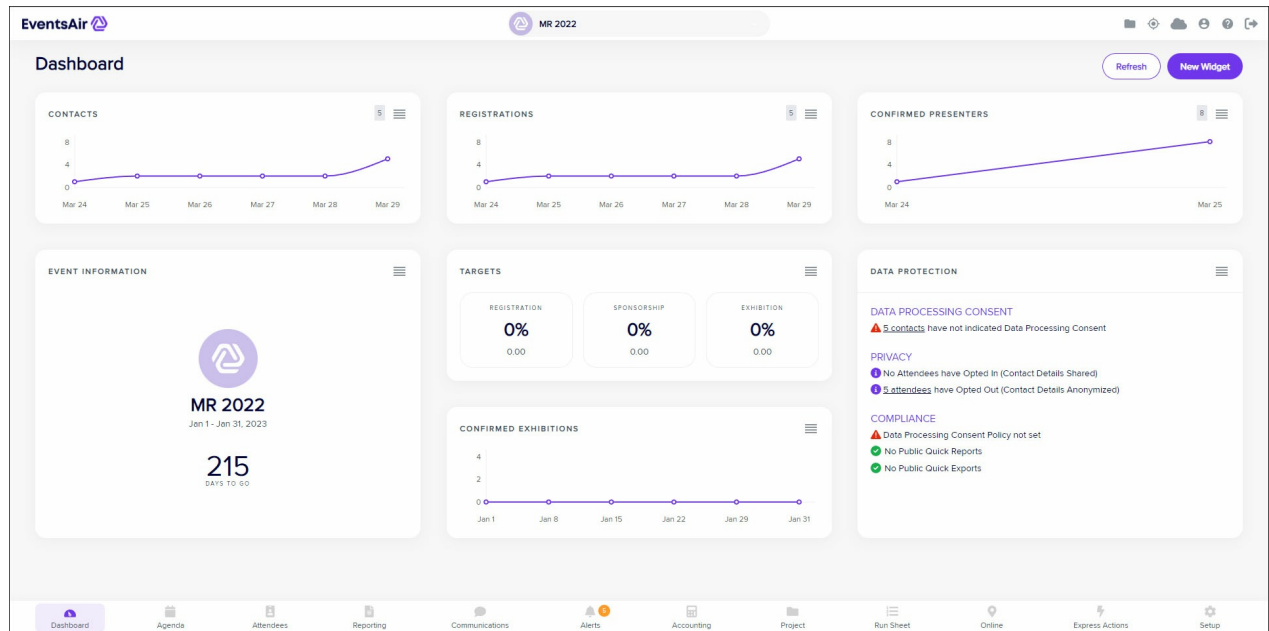 EventsAir
MR 2022
Dashboard
Refresh
New Widget
CONTACTS
5
8
4
0
Mar 24 Mar 25 Mar 26 Mar 27 Mar 28 Mar 29
REGISTRATIONS
5
8
4
0
Mar 24 Mar 25 Mar 26 Mar 27 Mar 28 Mar 29
CONFIRMED PRESENTERS
8
8
4
0
Mar 24 Mar 25
EVENT INFORMATION
MR 2022
Jan 1 - Jan 31, 2023
215
DAYS TO GO
TARGETS
REGISTRATION
0%
0.00
SPONSORSHIP
0%
0.00
EXHIBITION
0%
0.00
CONFIRMED EXHIBITIONS
4
2
0
Jan 1 Jan 8 Jan 15 Jan 22 Jan 29 Jan 31
DATA PROTECTION
DATA PROCESSING CONSENT
5 contacts have not indicated Data Processing Consent
PRIVACY
No Attendees have Opted In (Contact Details Shared)
5 attendees have Opted Out (Contact Details Anonymized)
COMPLIANCE
Data Processing Consent Policy not set
No Public Quick Reports
No Public Quick Exports
Dashboard
Agenda
Attendees
Reporting
Communications
5
Alerts
Accounting
Project
Run Sheet
Online
Express Actions
Setup